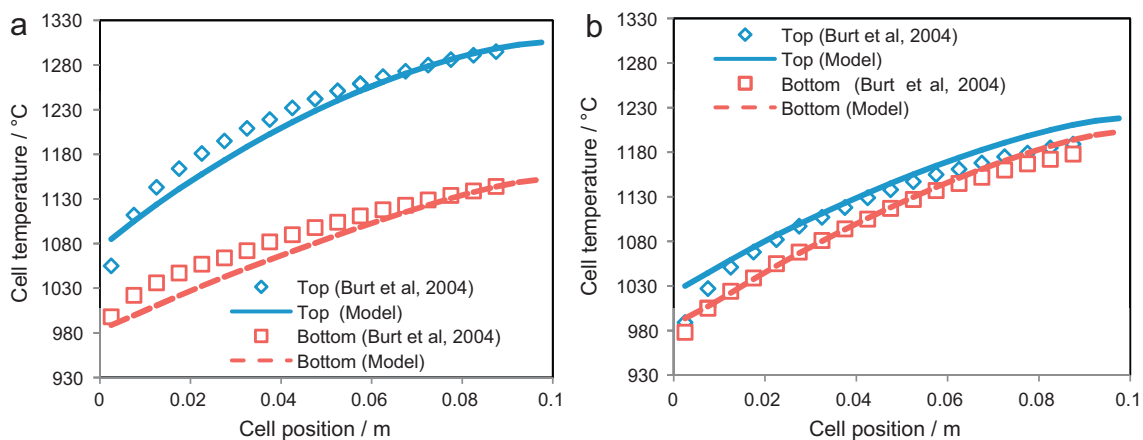 a
1330
1280
1230
1180
1130
1080
1030
980
930
Cell temperature / °C
Top (Burt et al, 2004)
Top (Model)
Bottom (Burt et al, 2004)
Bottom (Model)
0 0.02 0.04 0.06 0.08 0.1
Cell position / m
b
1330
1280
1230
1180
1130
1080
1030
980
930
Cell temperature / °C
Top (Burt et al, 2004)
Top (Model)
Bottom (Burt et al, 2004)
Bottom (Model)
0 0.02 0.04 0.06 0.08 0.1
Cell position / m